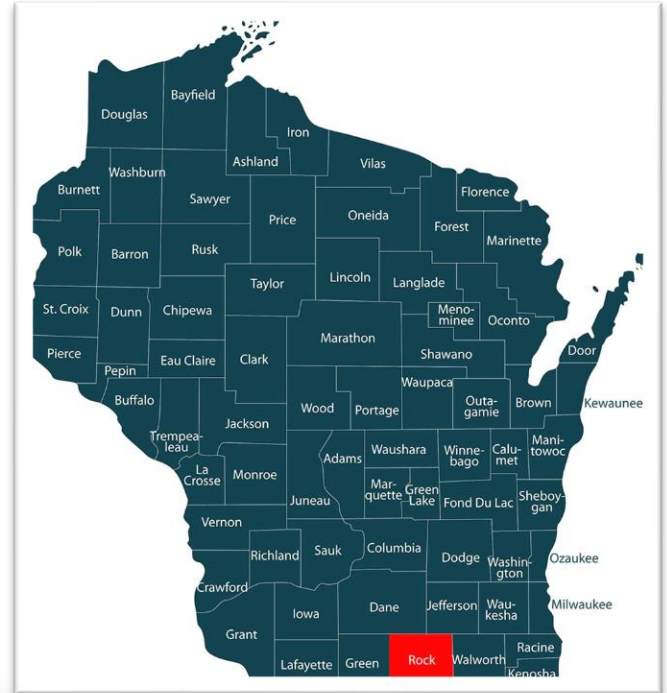 Bayfield
Douglas
Iron
Ashland
Vilas
Washburn
Burnett
Sawyer
Florence
Price
Oneida
Forest
Marinette
Polk
Barron
Rusk
Taylor
Lincoln
Langlade
St. Croix
Dunn
Chipewa
Meno-
minee
Oconto
Marathon
Pierce
Eau Claire
Clark
Shawano
Door
Pepin
Waupaca
Buffalo
Wood
Portage
Outa-
gamie
Brown
Kewaunee
Jackson
Trempea-
leau
Adams
Waushara
Winne-
bago
Calu-
met
Mani-
towoc
La
Crosse
Monroe
Juneau
Mar-
quette
Green
Lake
Fond Du Lac
Sheboy-
gan
Vernon
Richland
Sauk
Columbia
Dodge
Washin-
gton
Ozaukee
Crawford
Iowa
Dane
Jefferson
Wau-
kesha
Milwaukee
Grant
Lafayette
Green
Rock
Walworth
Racine
Kenosha